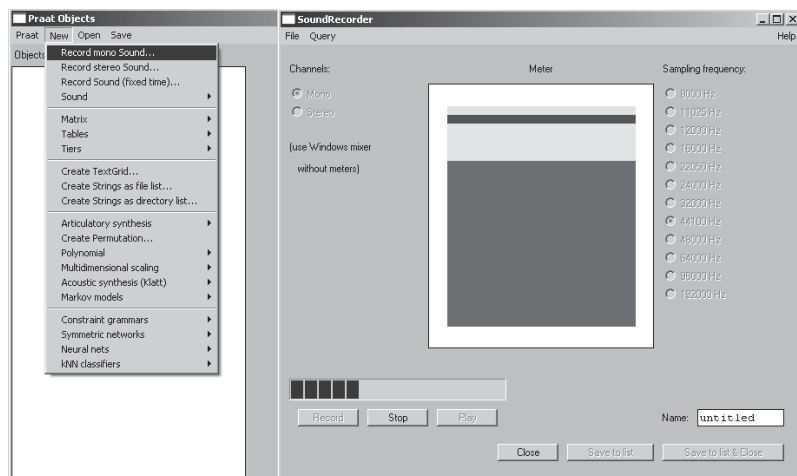 Praat Objects
Praat New Open Save
Objects
Record mono Sound...
Record stereo Sound...
Record Sound (fixed time)...
Sound
Matrix
Tables
Tiers
Create TextGrid...
Create Strings as file list...
Create Strings as directory list...
Articulatory synthesis
Create Permutation...
Polynomial
Multidimensional scaling
Acoustic synthesis (Klatt)
Markov models
Constraint grammars
Symmetric networks
Neural nets
kNN classifiers
SoundRecorder
File Query Help
Channels:
Mono
Stereo
(use Windows mixer
without meters)
Meter
Sampling frequency:
8000 Hz
11025 Hz
12000 Hz
16000 Hz
22050 Hz
24000 Hz
32000 Hz
44100 Hz
48000 Hz
64000 Hz
96000 Hz
192000 Hz
Record Stop Play
Name: untitled
Close Save to list Save to list & Close